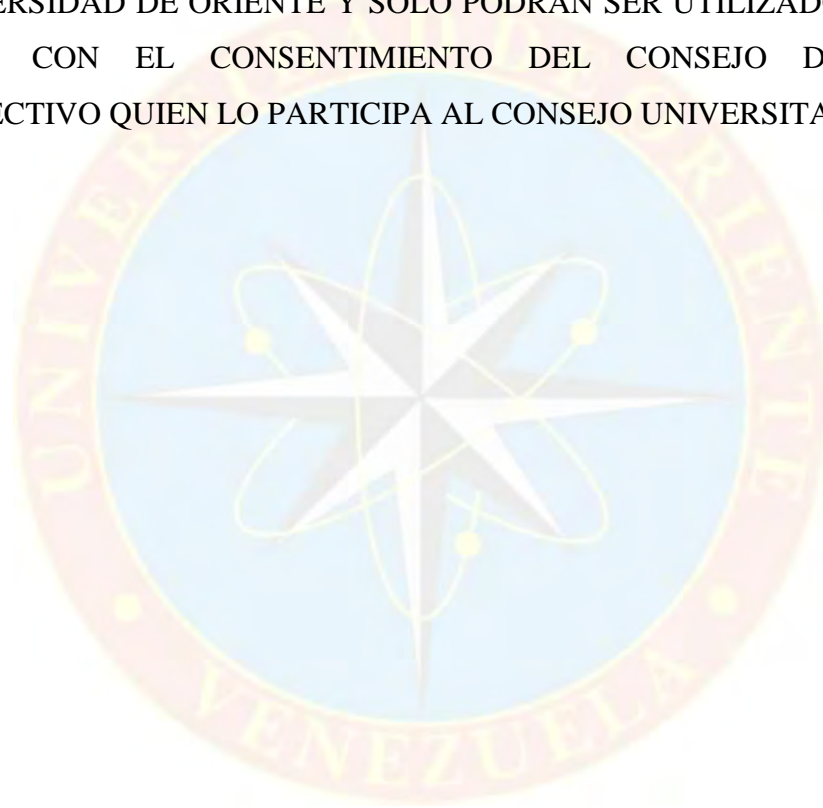 ERSIDAD DE ORIENTE Y SOLO PODRÁN SER UTILIZADO
CON EL CONSENTIMIENTO DEL CONSEJO D
ECTIVO QUIEN LO PARTICIPA AL CONSEJO UNIVERSITA
UNIVERSIDAD DE ORIENTE
VENEZUELA